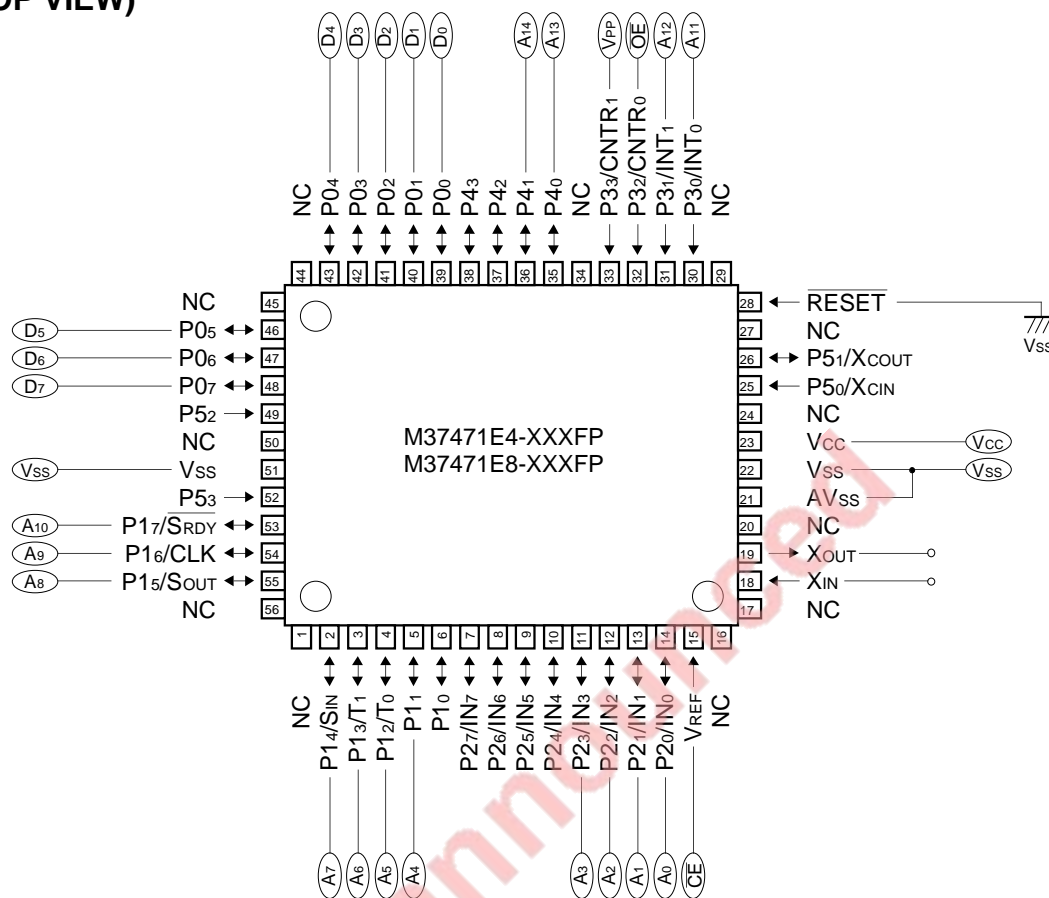 OP VIEW)
D4 D3 D2 D1 D0 A14 A13 VPP OE A12 A11
NC P04 P03 P02 P01 P00 P43 P42 P41 P40 NC P33/CNTR1 P32/CNTR0 P31/INT1 P30/INT0 NC
44 43 42 41 40 39 38 37 36 35 34 33 32 31 30 29
NC 45
D5 P05 46
D6 P06 47
D7 P07 48
P52 49
NC 50
VSS VSS 51
P53 52
A10 P17/SRDY 53
A9 P16/CLK 54
A8 P15/SOUT 55
NC 56
M37471E4-XXXFP
M37471E8-XXXFP
28 RESET VSS
27 NC
26 P51/XCOUT
25 P50/XCIN
24 NC
23 VCC VCC
22 VSS VSS
21 AVSS
20 NC
19 XOUT
18 XIN
17 NC
1 2 3 4 5 6 7 8 9 10 11 12 13 14 15 16
NC P14/SIN P13/T1 P12/T0 P11 P10 P27/IN7 P26/IN6 P25/IN5 P24/IN4 P23/IN3 P22/IN2 P21/IN1 P20/IN0 VREF NC
A7 A6 A5 A4 A3 A2 A1 A0 CE
nnounced